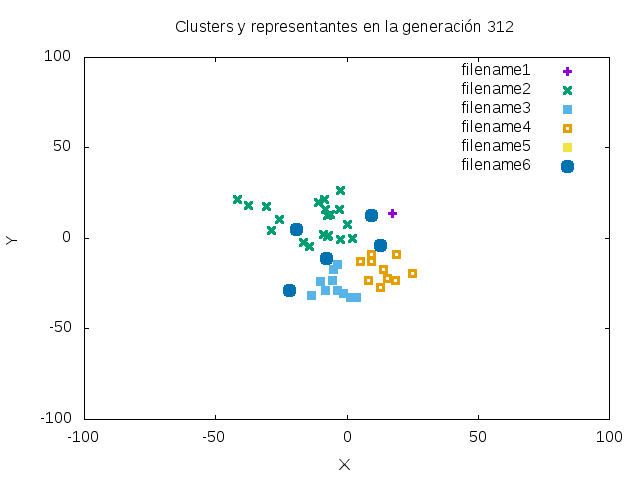 Clusters y representantes en la generación 312
100
50
0
-50
-100
-100
-50
0
50
100
Y
X
filename1
filename2
filename3
filename4
filename5
filename6